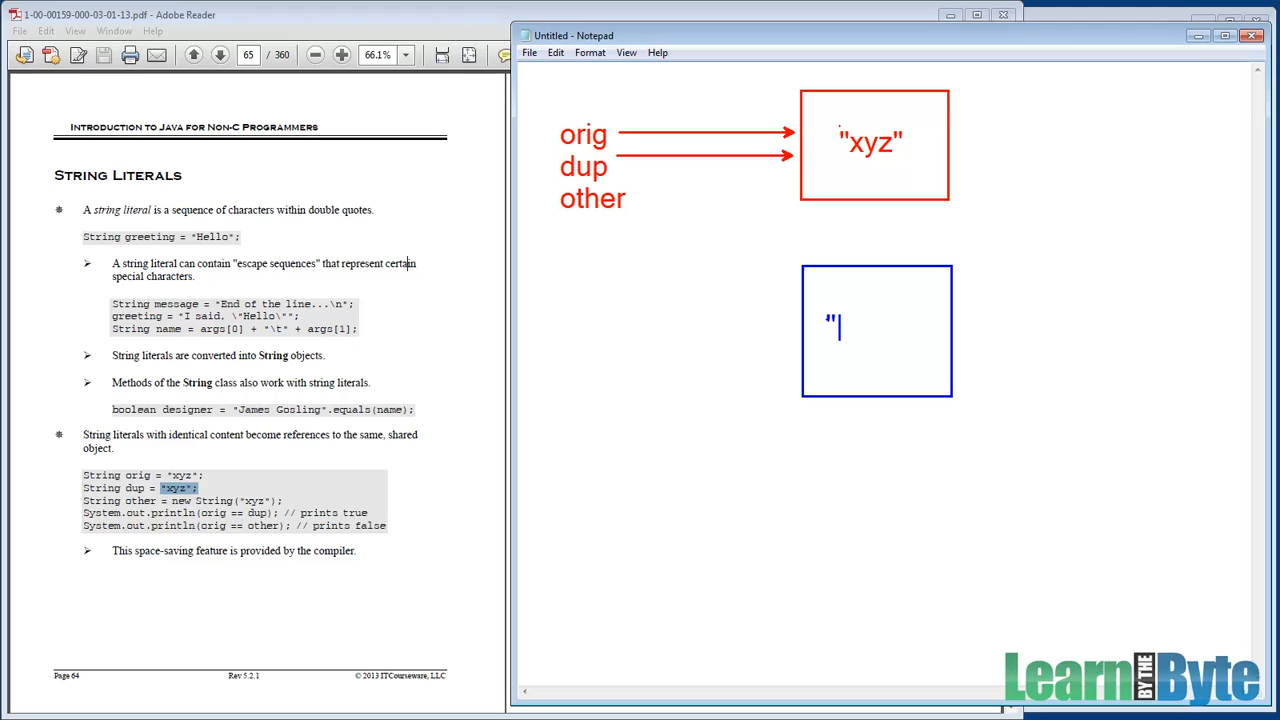 1-00-00159-000-03-01-13.pdf - Adobe Reader
File Edit View Window Help
65 / 360 66.1%
INTRODUCTION TO JAVA FOR NON-C PROGRAMMERS
STRING LITERALS
A string literal is a sequence of characters within double quotes.
String greeting = "Hello";
A string literal can contain "escape sequences" that represent certain
special characters.
String message = "End of the line...\n";
greeting = "I said, \"Hello\"";
String name = args[0] + "\t" + args[1];
String literals are converted into String objects.
Methods of the String class also work with string literals.
boolean designer = "James Gosling".equals(name);
String literals with identical content become references to the same, shared
object.
String orig = "xyz";
String dup = "xyz";
String other = new String("xyz");
System.out.println(orig == dup); // prints true
System.out.println(orig == other); // prints false
This space-saving feature is provided by the compiler.
Page 64 Rev 5.2.1 © 2013 ITCourseware, LLC
Untitled - Notepad
File Edit Format View Help
orig
dup
other
"xyz"
"
Learn BY THE Byte